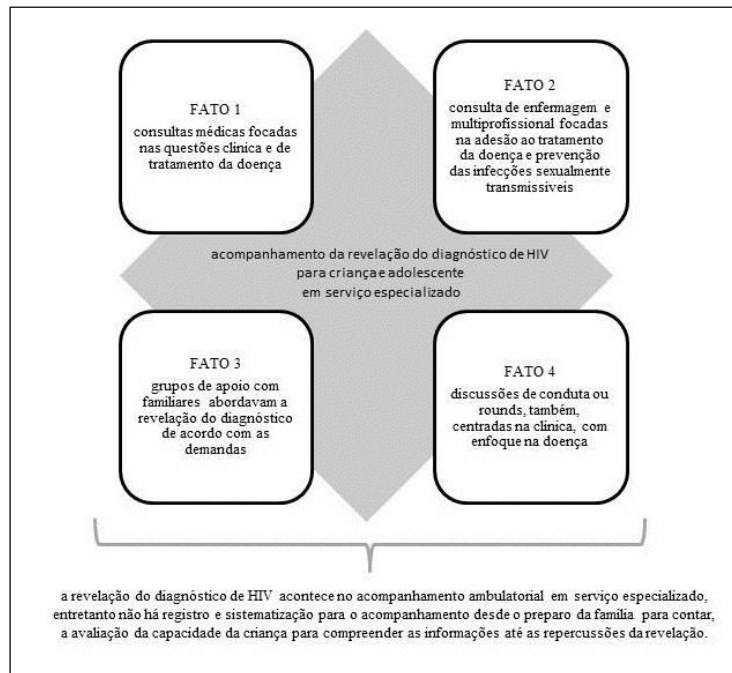 FATO 1
consultas médicas focadas
nas questões clínica e de
tratamento da doença
FATO 2
consulta de enfermagem e
multiprofissional focadas
na adesão ao tratamento
da doença e prevenção
das infecções sexualmente
transmissíveis
acompanhamento da revelação do diagnóstico de HIV
para criança e adolescente
em serviço especializado
FATO 3
grupos de apoio com
familiares abordavam a
revelação do diagnóstico
de acordo com as
demandas
FATO 4
discussões de conduta ou
rounds, também,
centradas na clínica, com
enfoque na doença
a revelação do diagnóstico de HIV acontece no acompanhamento ambulatorial em serviço especializado,
entretanto não há registro e sistematização para o acompanhamento desde o preparo da família para contar,
a avaliação da capacidade da criança para compreender as informações até as repercussões da revelação.